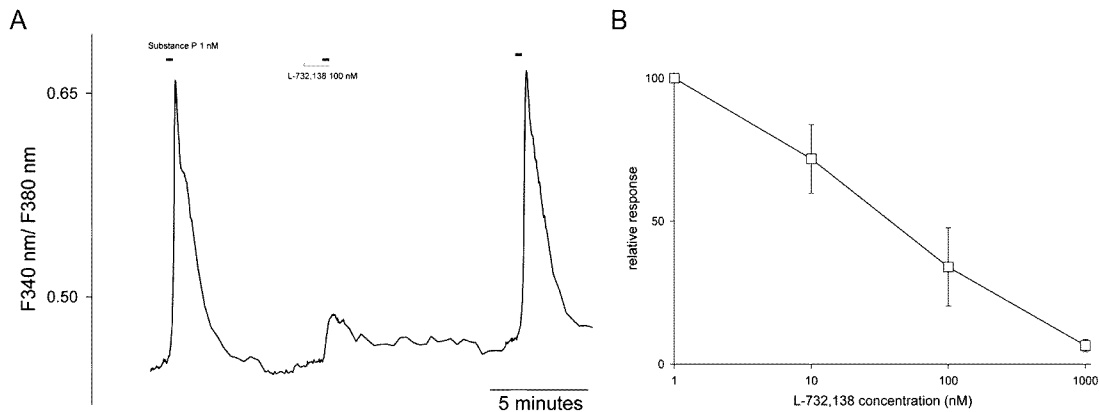 A
Substance P 1 nM
L-732,138 100 nM
0.65
0.50
F340 nm/ F380 nm
5 minutes
B
100
50
0
relative response
1
10
100
1000
L-732,138 concentration (nM)